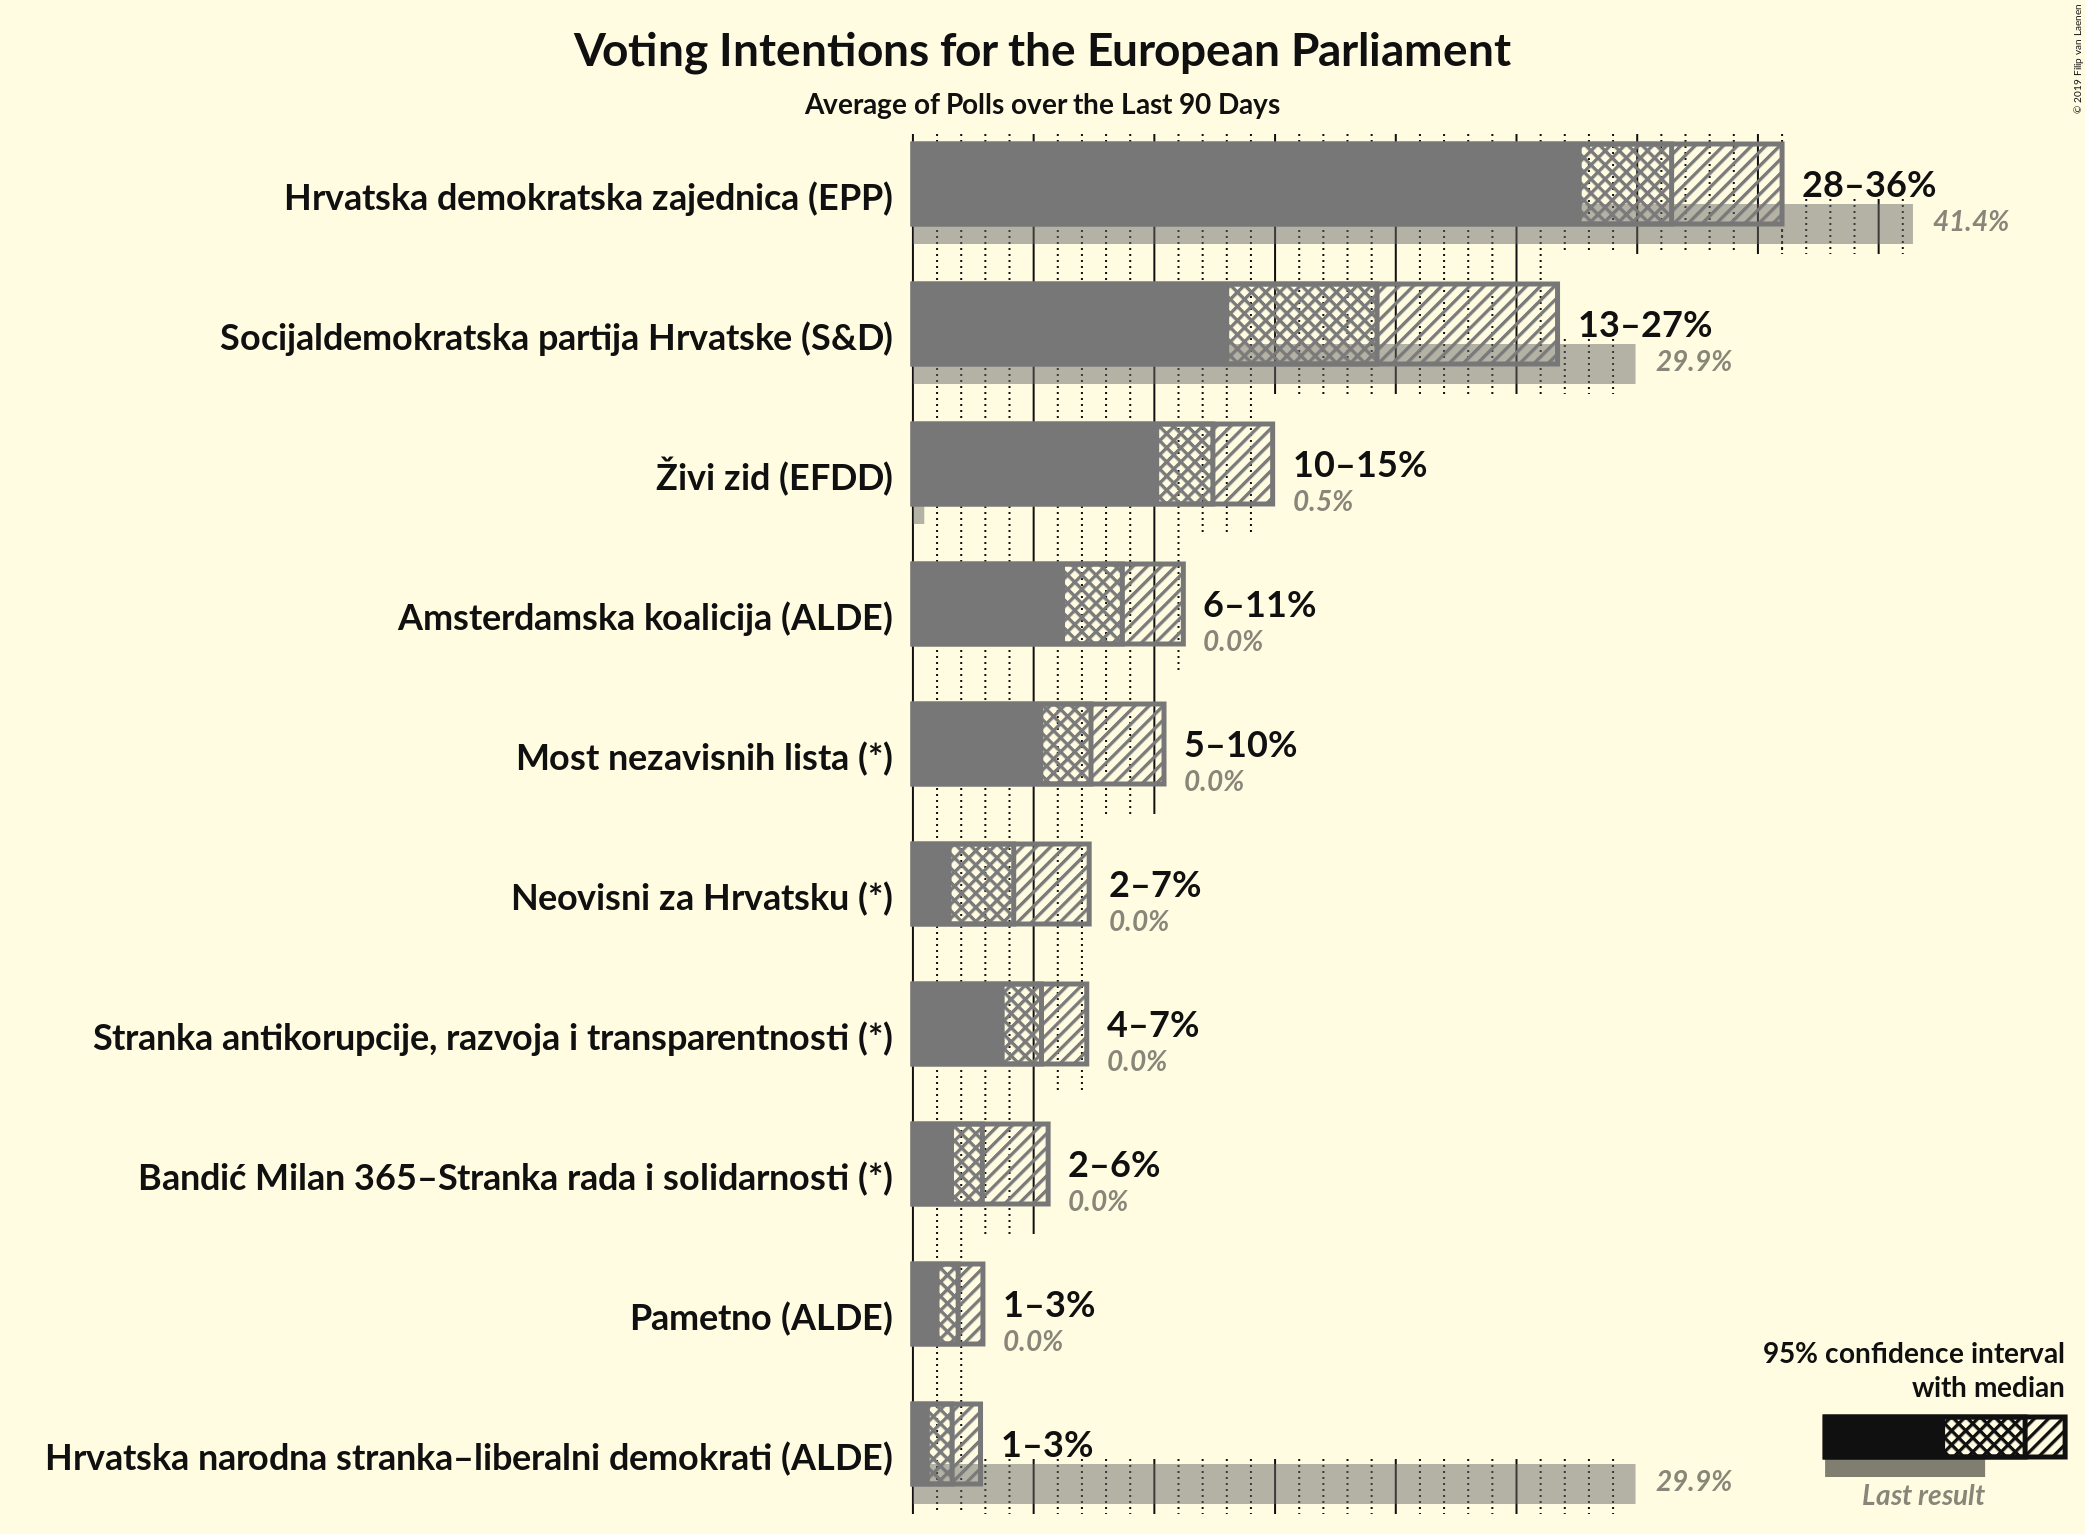 Voting Intentions for the European Parliament
Average of Polls over the Last 90 Days
© 2019 Filip van Laenen
Hrvatska demokratska zajednica (EPP)
28–36%
41.4%
Socijaldemokratska partija Hrvatske (S&D)
13–27%
29.9%
Živi zid (EFDD)
10–15%
0.5%
Amsterdamska koalicija (ALDE)
6–11%
0.0%
Most nezavisnih lista (*)
5–10%
0.0%
Neovisni za Hrvatsku (*)
2–7%
0.0%
Stranka antikorupcije, razvoja i transparentnosti (*)
4–7%
0.0%
Bandić Milan 365–Stranka rada i solidarnosti (*)
2–6%
0.0%
Pametno (ALDE)
1–3%
0.0%
Hrvatska narodna stranka–liberalni demokrati (ALDE)
1–3%
29.9%
95% confidence interval
with median
Last result